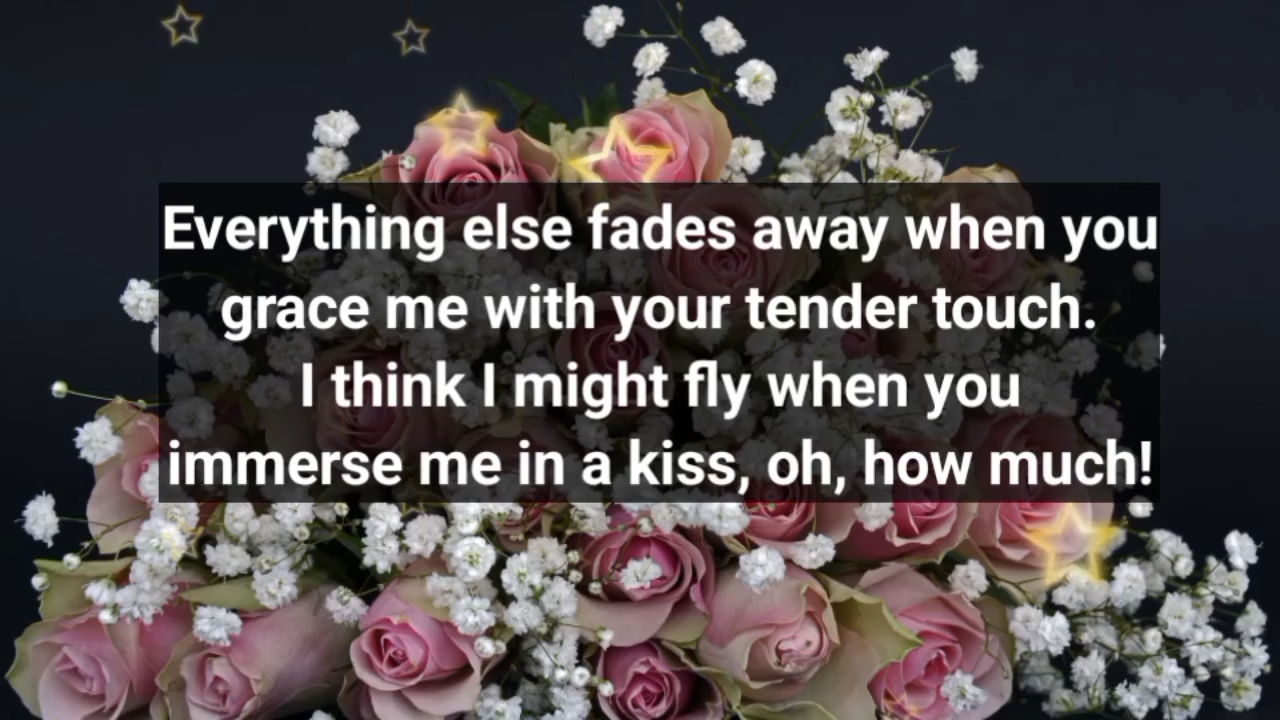 Everything else fades away when you
grace me with your tender touch.
I think I might fly when you
immerse me in a kiss, oh, how much!